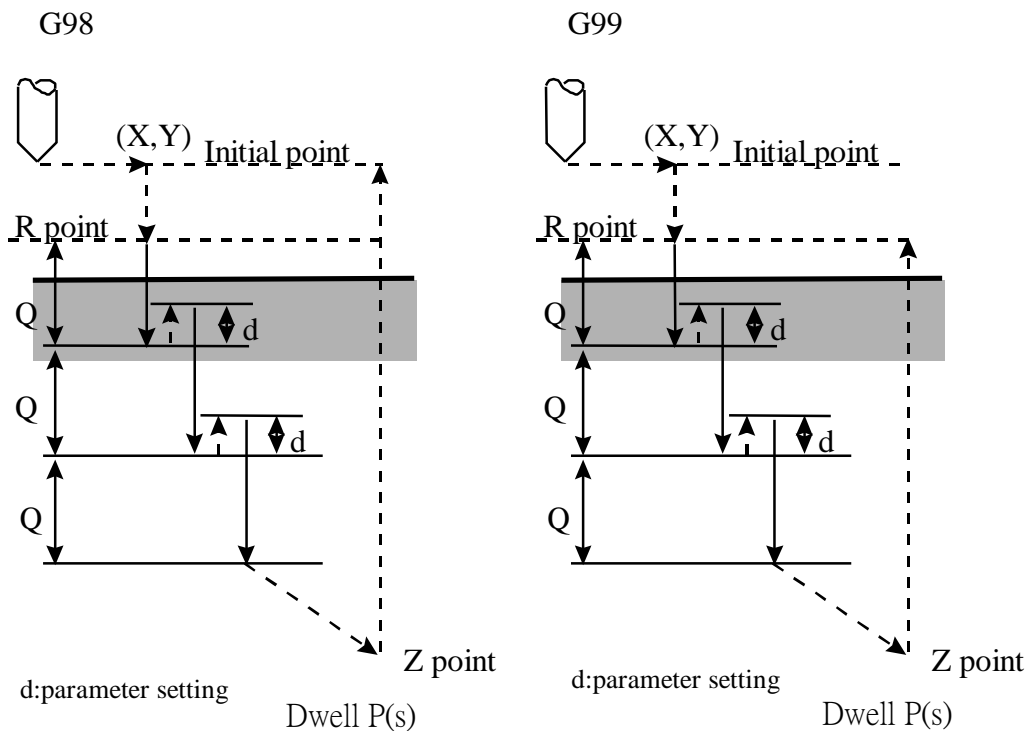 G98
(X,Y)
Initial point
R point
Q
d
Q
d
Q
Z point
d:parameter setting
Dwell P(s)
G99
(X,Y)
Initial point
R point
Q
d
Q
d
Q
Z point
d:parameter setting
Dwell P(s)